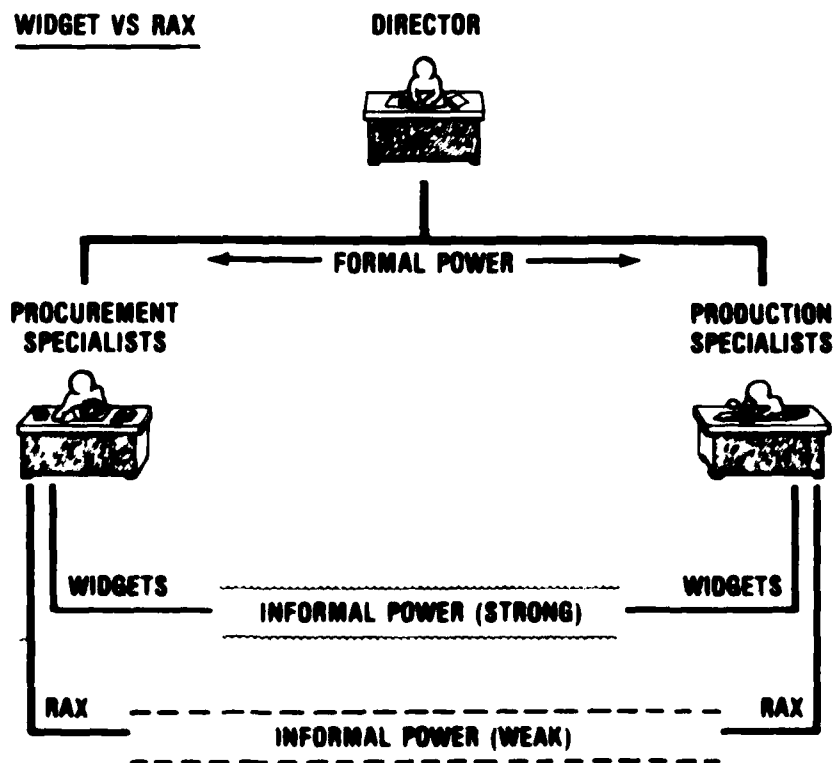 WIDGET VS RAX
DIRECTOR
FORMAL POWER
PROCUREMENT
SPECIALISTS
PRODUCTION
SPECIALISTS
WIDGETS
INFORMAL POWER (STRONG)
WIDGETS
RAX
INFORMAL POWER (WEAK)
RAX